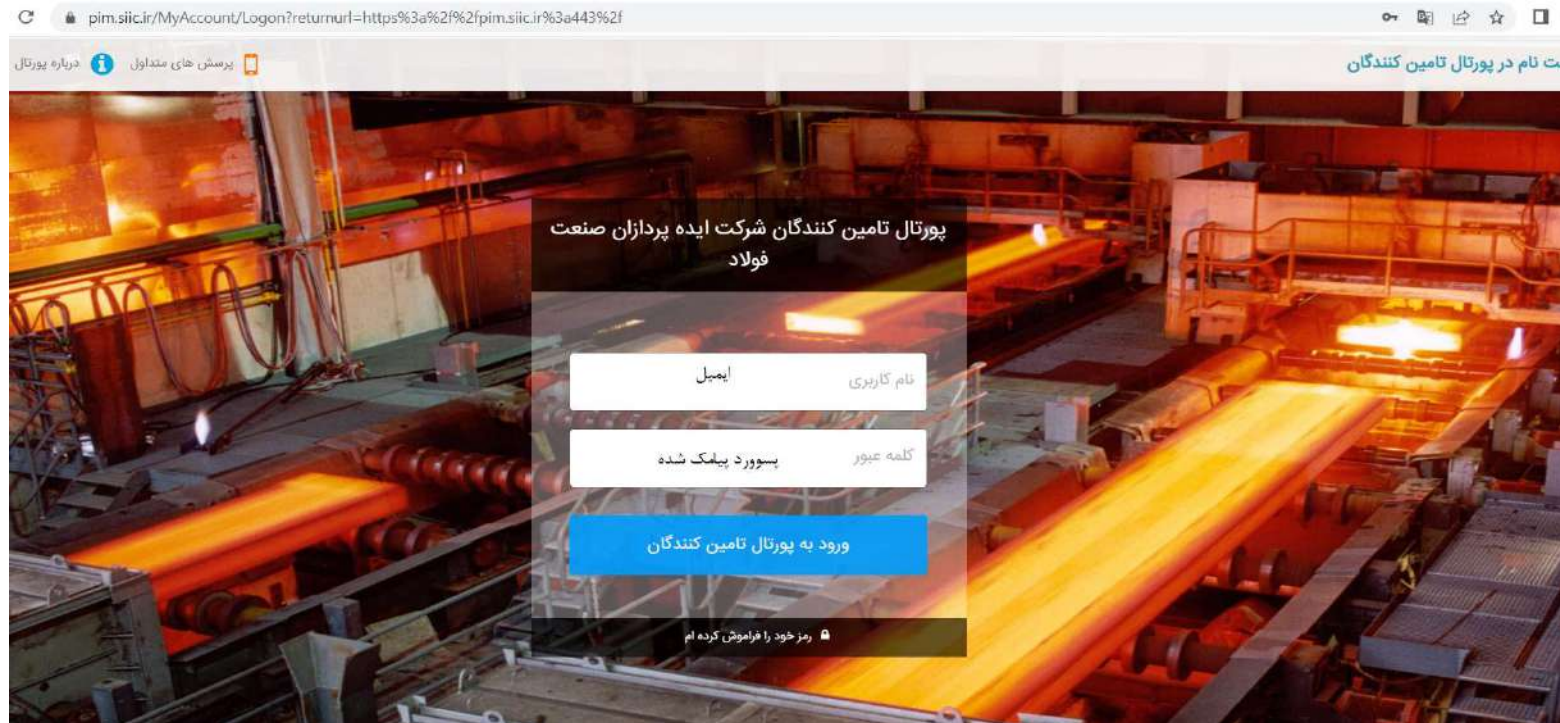 pim.siic.ir/MyAccount/Logon?returnurl=https%3a%2f%2fpim.siic.ir%3a443%2f
ت نام در پورتال تامین کنندگان
پرسش های متداول
درباره پورتال
پورتال تامین کنندگان شرکت ایده پردازان صنعت
فولاد
نام کاربری ایمیل
کلمه عبور پسوورد پیامک شده
ورود به پورتال تامین کنندگان
رمز خود را فراموش کرده ام